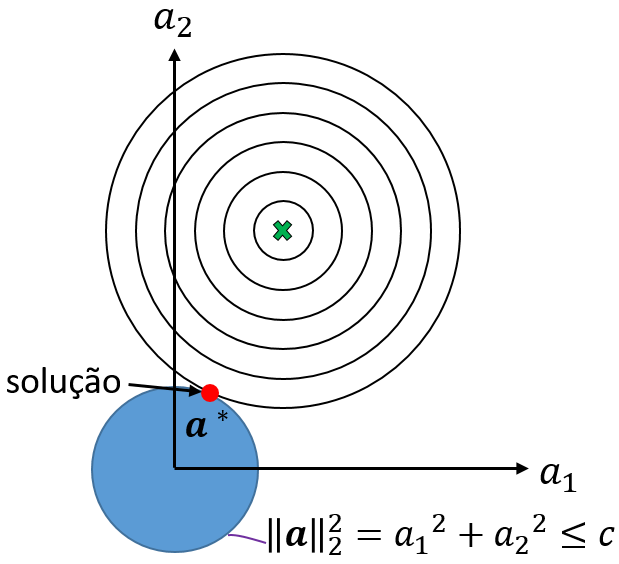 a₂
solução
a *
a₁
‖a‖₂² = a₁² + a₂² ≤ c